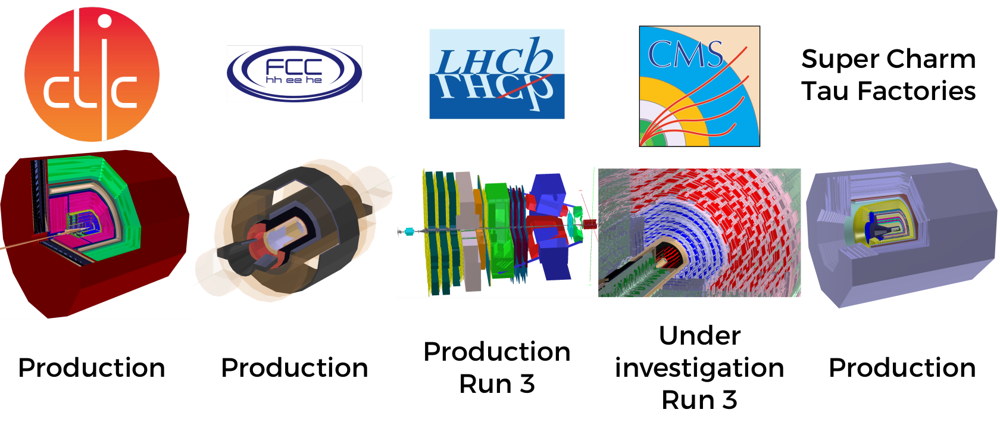 clic
FCC
hh ee he
LHCb
LHCb
CMS
Super Charm
Tau Factories
Production
Production
Production
Run 3
Under
investigation
Run 3
Production